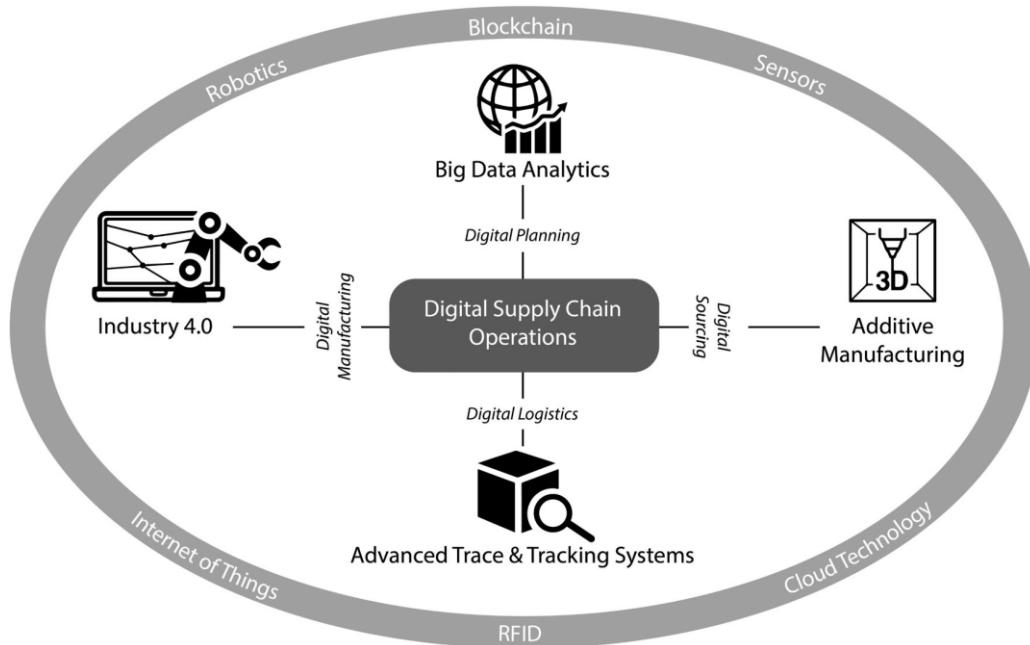 Blockchain
Robotics
Sensors
Big Data Analytics
Digital Planning
3D
Industry 4.0
Digital
Manufacturing
Digital Supply Chain
Operations
Digital
Sourcing
Additive
Manufacturing
Digital Logistics
Advanced Trace & Tracking Systems
Internet of Things
Cloud Technology
RFID